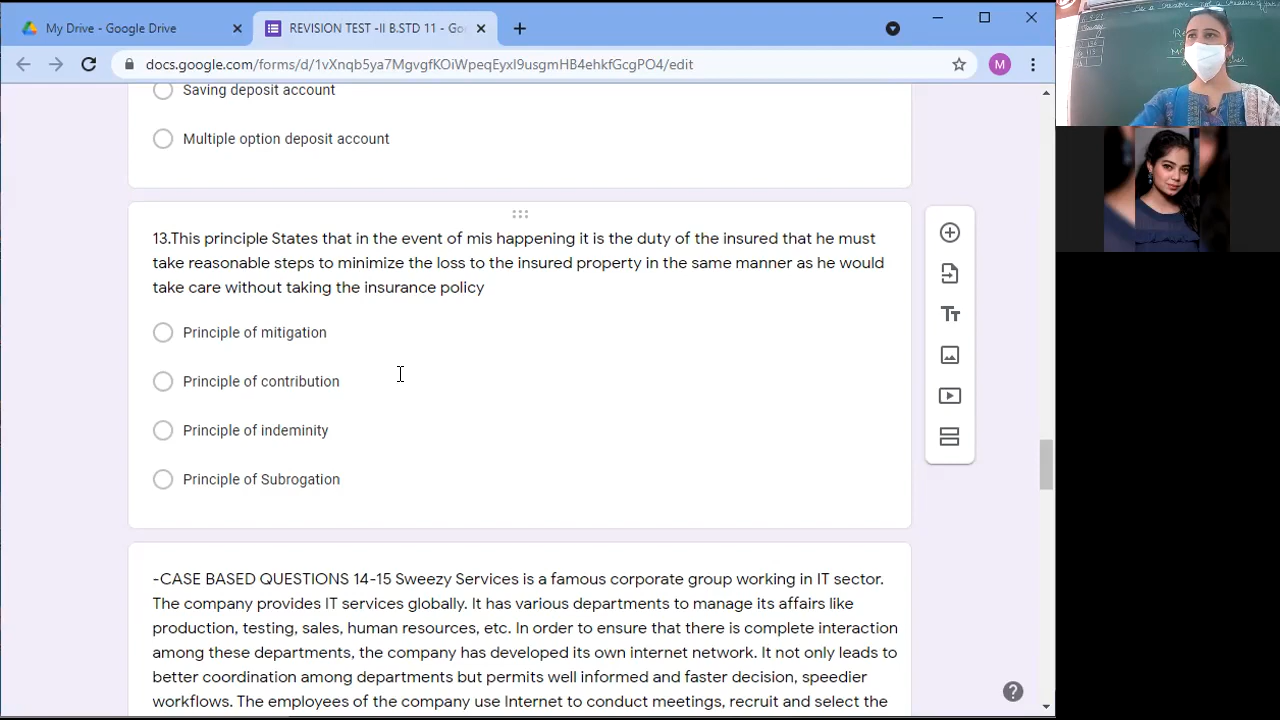 My Drive - Google Drive
REVISION TEST -II B.STD 11 - Go
docs.google.com/forms/d/1vXnqb5ya7MgvgfKOiWpeqEyxI9usgmHB4ehkfGcgPO4/edit
M
Saving deposit account
Multiple option deposit account
13.This principle States that in the event of mis happening it is the duty of the insured that he must
take reasonable steps to minimize the loss to the insured property in the same manner as he would
take care without taking the insurance policy
Principle of mitigation
Principle of contribution
Principle of indeminity
Principle of Subrogation
-CASE BASED QUESTIONS 14-15 Sweezy Services is a famous corporate group working in IT sector.
The company provides IT services globally. It has various departments to manage its affairs like
production, testing, sales, human resources, etc. In order to ensure that there is complete interaction
among these departments, the company has developed its own internet network. It not only leads to
better coordination among departments but permits well informed and faster decision, speedier
workflows. The employees of the company use Internet to conduct meetings, recruit and select the